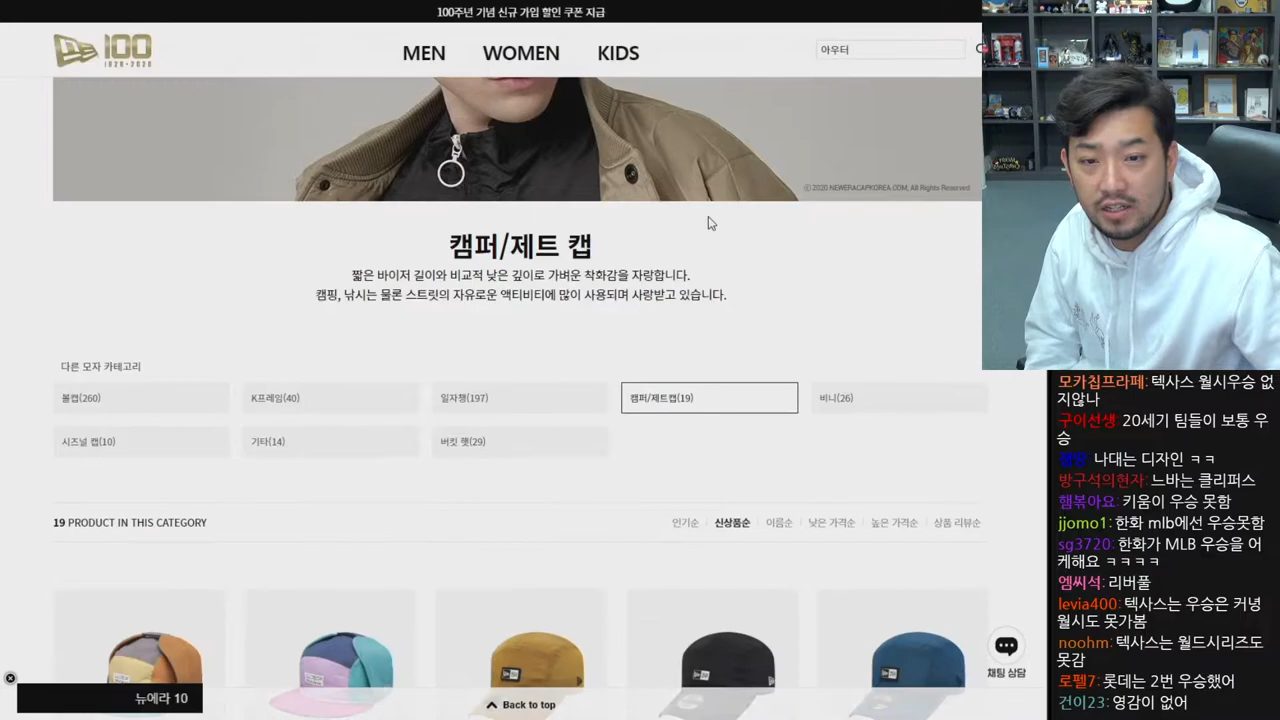 100주년 기념 신규 가입 할인 쿠폰 지급
100
1920-2020
MEN
WOMEN
KIDS
아우터
ⓒ 2020 NEWERACAPKOREA.COM, All Rights Reserved
캠퍼/제트 캡
짧은 바이저 길이와 비교적 낮은 깊이로 가벼운 착화감을 자랑합니다.
캠핑, 낚시는 물론 스트릿의 자유로운 액티비티에 많이 사용되며 사랑받고 있습니다.
다른 모자 카테고리
볼캡(260)
K프레임(40)
일자챙(197)
캠퍼/제트캡(19)
비니(26)
시즈널 캡(10)
기타(14)
버킷 햇(29)
19 PRODUCT IN THIS CATEGORY
인기순
신상품순
이름순
낮은 가격순
높은 가격순
상품 리뷰순
채팅 상담
뉴에라 10
Back to top
모카칩프라페: 텍사스 월시우승 없
지않나
구이선생: 20세기 팀들이 보통 우
승
나대는 디자인 ㅋㅋ
방구석의현자: 느바는 클리퍼스
햄볶아요: 키움이 우승 못함
jjomo1: 한화 mlb에선 우승못함
sg3720: 한화가 MLB 우승을 어
케해요 ㅋㅋㅋㅋ
엠씨석: 리버풀
levia400: 텍사스는 우승은 커녕
월시도 못가봄
noohm: 텍사스는 월드시리즈도
못감
로펠7: 롯데는 2번 우승했어
건이23: 영감이 없어